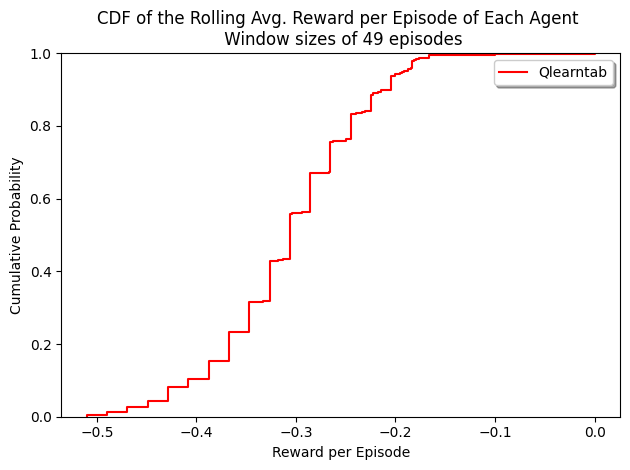 CDF of the Rolling Avg. Reward per Episode of Each Agent
Window sizes of 49 episodes
Qlearntab
Cumulative Probability
1.0
0.8
0.6
0.4
0.2
0.0
−0.5 −0.4 −0.3 −0.2 −0.1 0.0
Reward per Episode